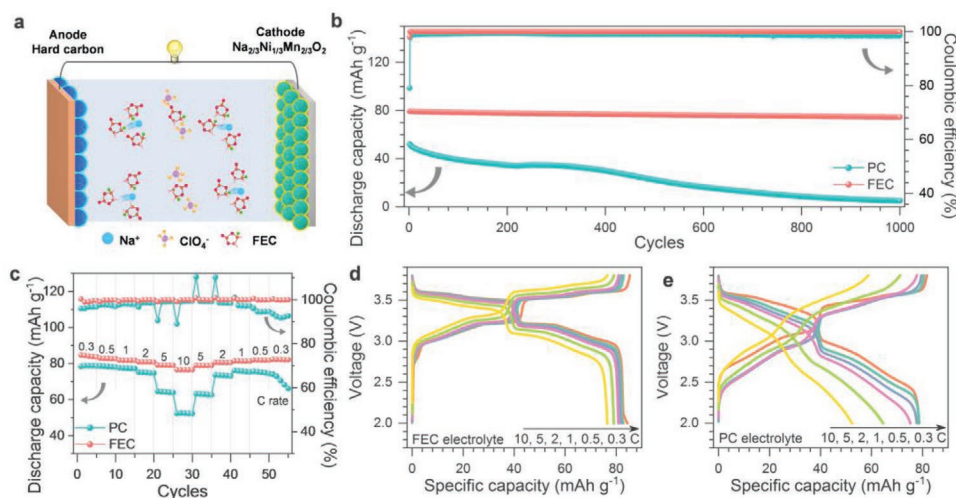 a
Anode
Hard carbon
Cathode
Na2/3Ni1/3Mn2/3O2
Na+
ClO4-
FEC
b
Discharge capacity (mAh g-1)
160
120
80
40
0
0 200 400 600 800 1000
Cycles
100
80
60
40
Coulombic efficiency (%)
PC
FEC
c
Discharge capacity (mAh g-1)
110
100
80
60
40
0.3 0.5 1 2 5 10 5 2 1 0.5 0.3
C rate
PC
FEC
0 10 20 30 40 50
Cycles
100
80
60
40
Coulombic efficiency (%)
d
Voltage (V)
3.5
3.0
2.5
2.0
FEC electrolyte
10, 5, 2, 1, 0.5, 0.3 C
0 20 40 60 80
Specific capacity (mAh g-1)
e
Voltage (V)
3.5
3.0
2.5
2.0
PC electrolyte
10, 5, 2, 1, 0.5, 0.3 C
0 20 40 60 80
Specific capacity (mAh g-1)